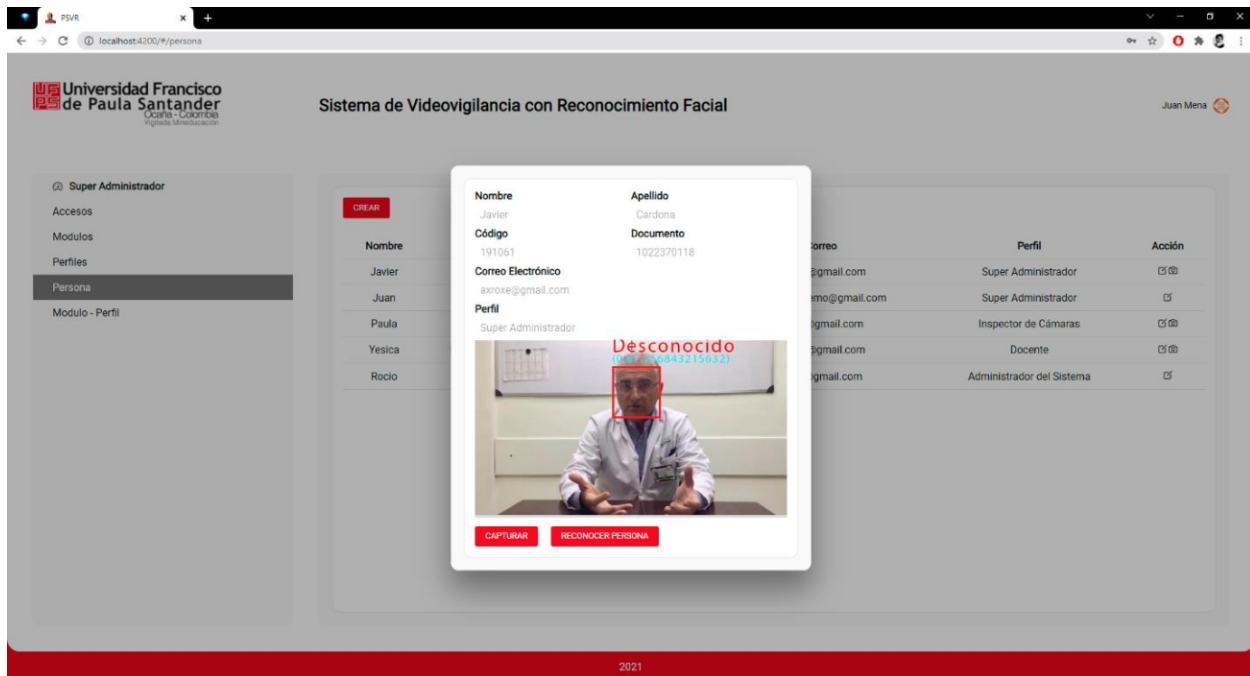 PSVR
localhost:4200/#/persona
Universidad Francisco
de Paula Santander
Ocaña - Colombia
Vigilada Mineducación
Sistema de Videovigilancia con Reconocimiento Facial
Juan Mena
Super Administrador
Accesos
Modulos
Perfiles
Persona
Modulo - Perfil
CREAR
Nombre
Perfil
Acción
Javier
@gmail.com
Super Administrador
Juan
emo@gmail.com
Super Administrador
Paula
@gmail.com
Inspector de Cámaras
Yesica
@gmail.com
Docente
Rocio
@gmail.com
Administrador del Sistema
Nombre
Apellido
Javier
Cardona
Código
Documento
191061
1022370118
Correo Electrónico
axroxe@gmail.com
Perfil
Super Administrador
Desconocido
CAPTURAR
RECONOCER PERSONA
2021